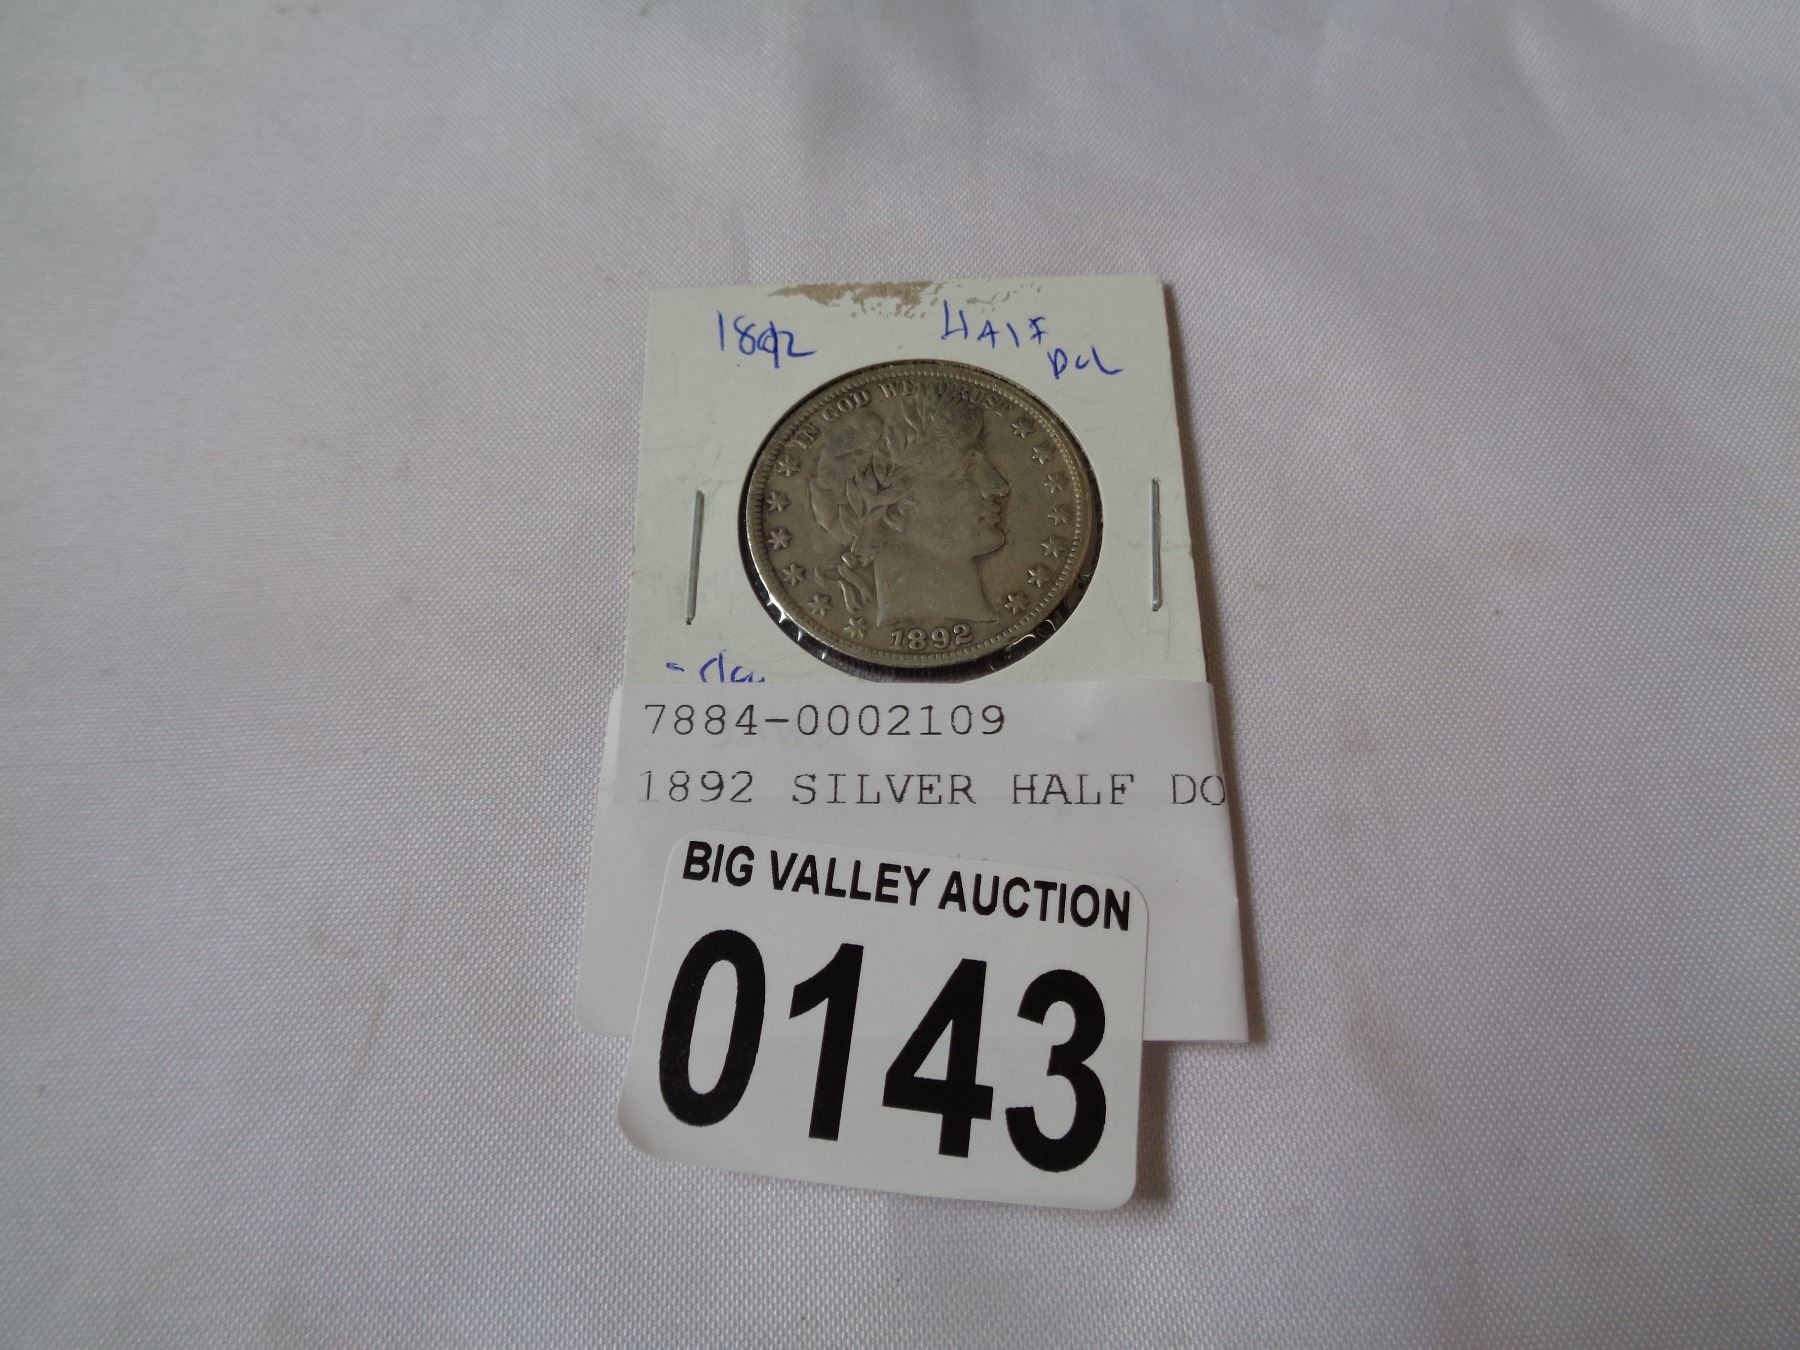 1892 HALF
DOL
IN GOD WE TRUST
1892
7884-0002109
1892 SILVER HALF DO
BIG VALLEY AUCTION
0143